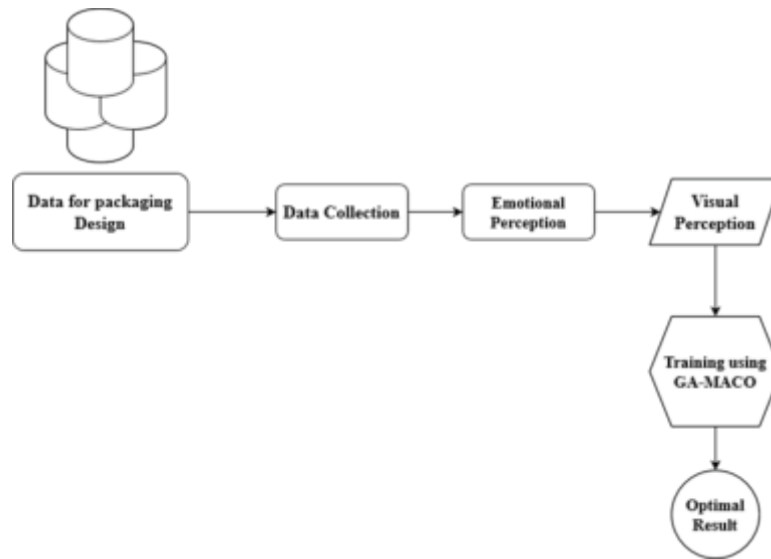 Data for packaging
Design
Data Collection
Emotional
Perception
Visual
Perception
Training using
GA-MACO
Optimal
Result